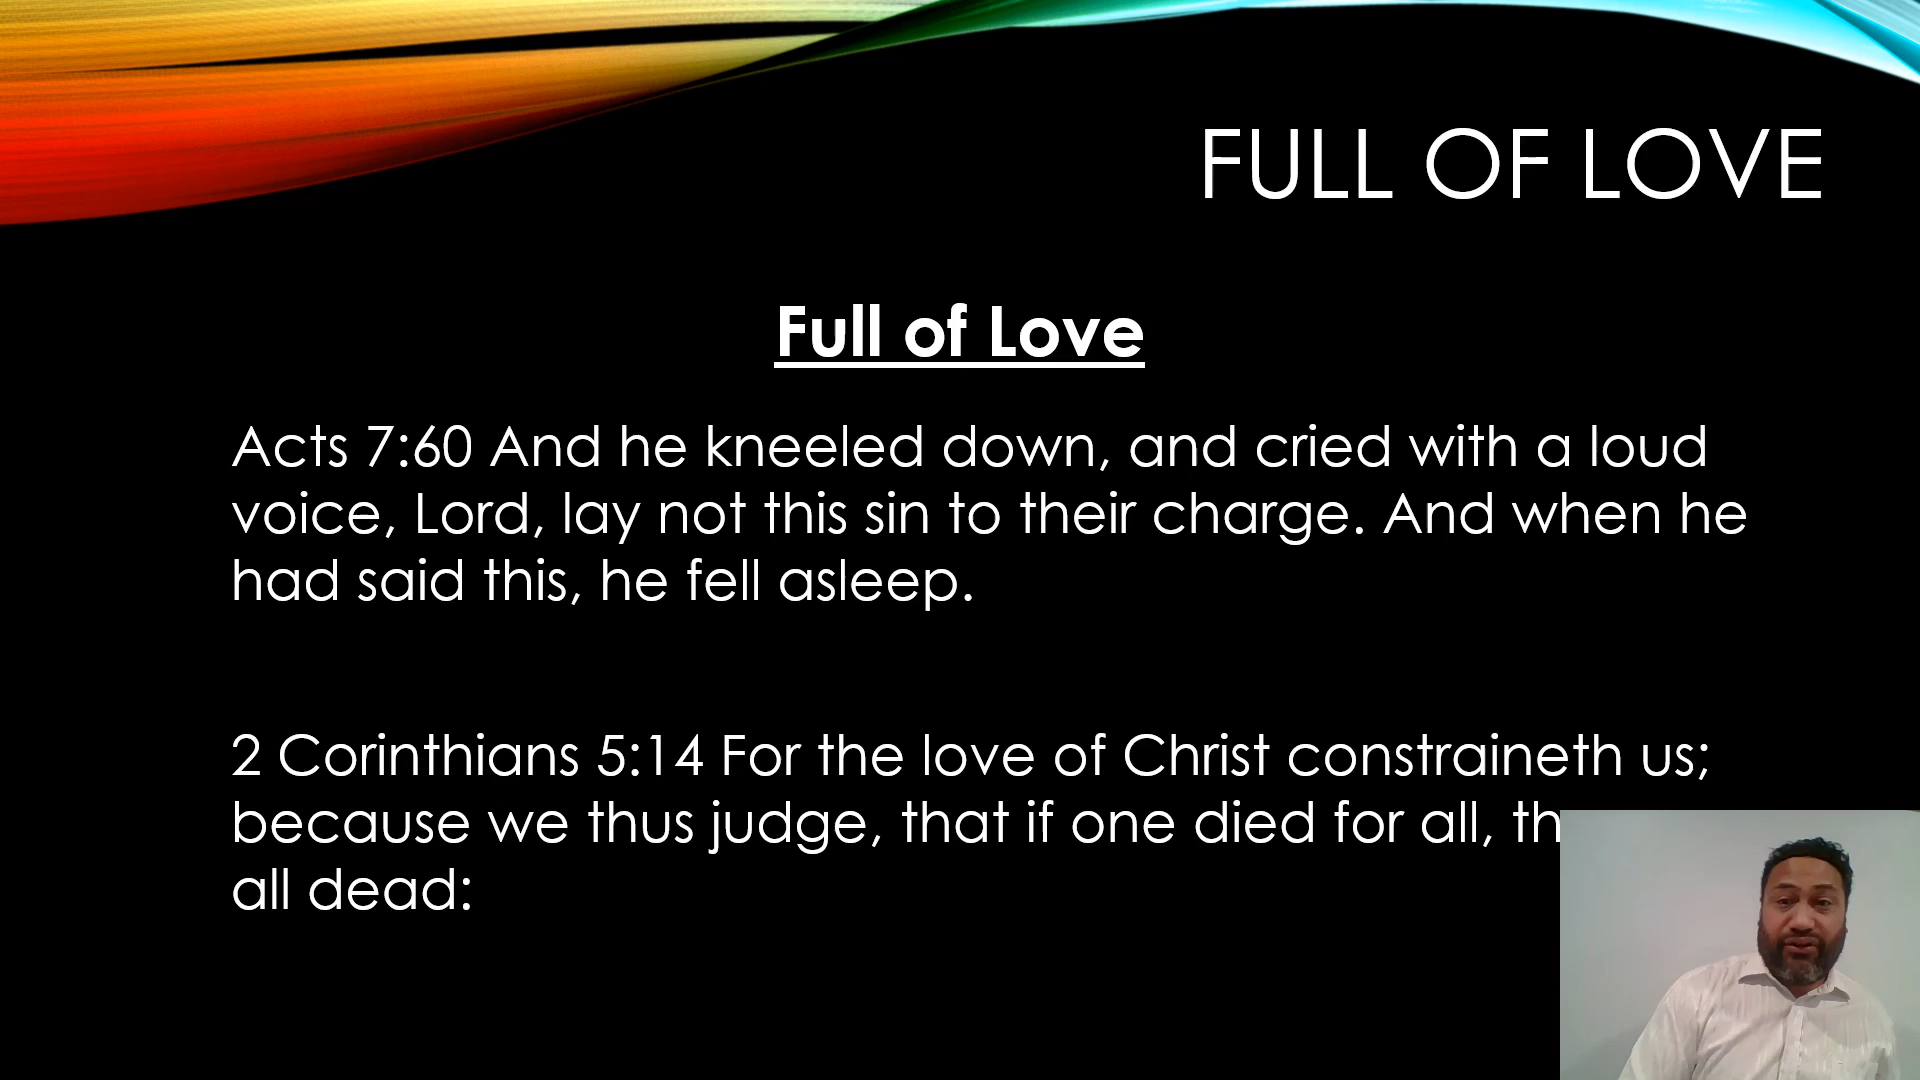 FULL OF LOVE
Full of Love
Acts 7:60 And he kneeled down, and cried with a loud
voice, Lord, lay not this sin to their charge. And when he
had said this, he fell asleep.
2 Corinthians 5:14 For the love of Christ constraineth us;
because we thus judge, that if one died for all,
all dead: